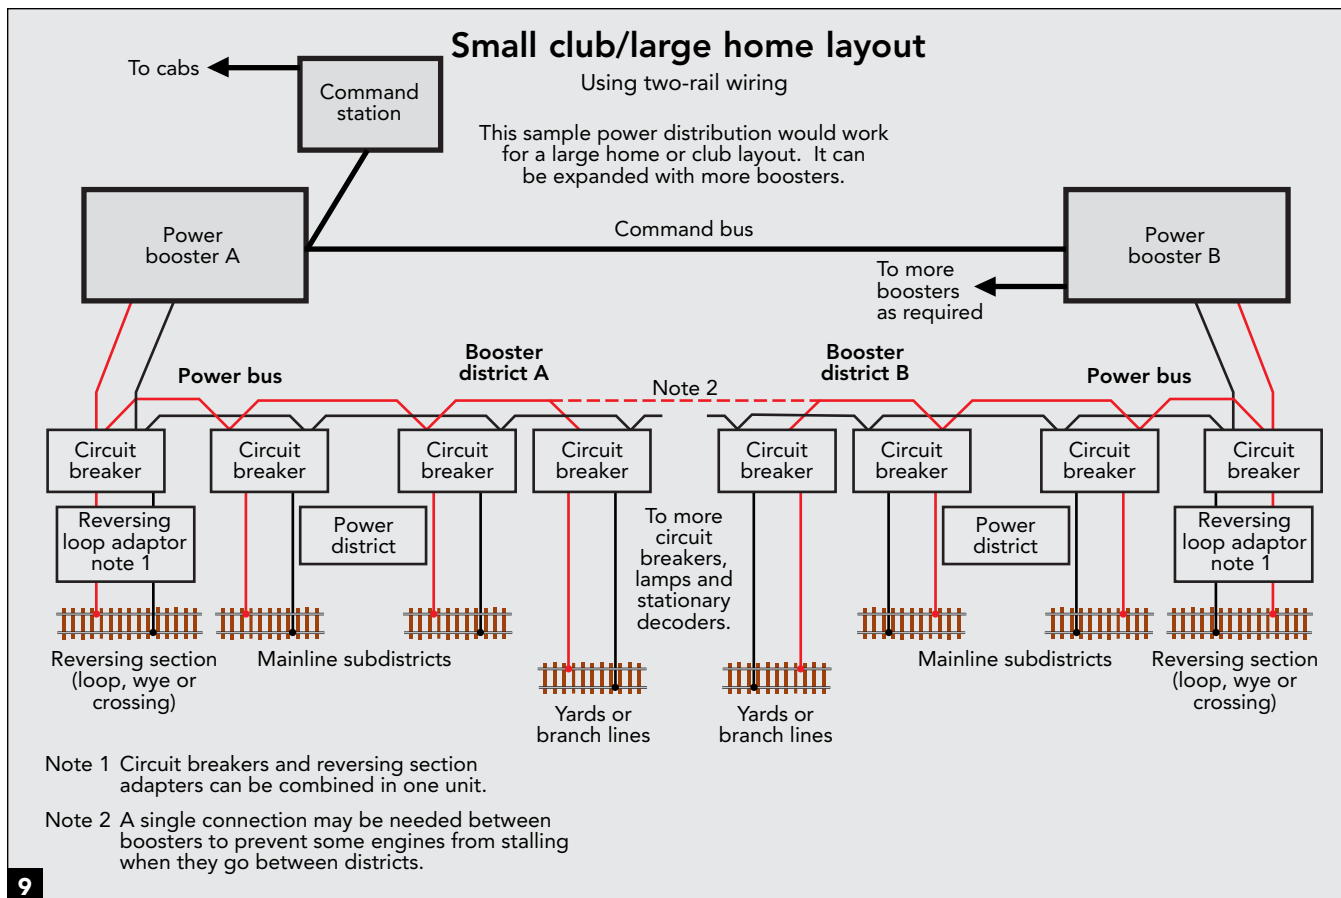 Small club/large home layout
Using two-rail wiring
To cabs
Command
station
This sample power distribution would work
for a large home or club layout. It can
be expanded with more boosters.
Power
booster A
Command bus
Power
booster B
To more
boosters
as required
Power bus
Booster
district A
Note 2
Booster
district B
Power bus
Circuit
breaker
Circuit
breaker
Circuit
breaker
Circuit
breaker
Circuit
breaker
Circuit
breaker
Circuit
breaker
Circuit
breaker
Reversing
loop adaptor
note 1
Power
district
To more
circuit
breakers,
lamps and
stationary
decoders.
Power
district
Reversing
loop adaptor
note 1
Reversing section
(loop, wye or
crossing)
Mainline subdistricts
Yards or
branch lines
Yards or
branch lines
Mainline subdistricts
Reversing section
(loop, wye or
crossing)
Note 1 Circuit breakers and reversing section
adapters can be combined in one unit.
Note 2 A single connection may be needed between
boosters to prevent some engines from stalling
when they go between districts.
9